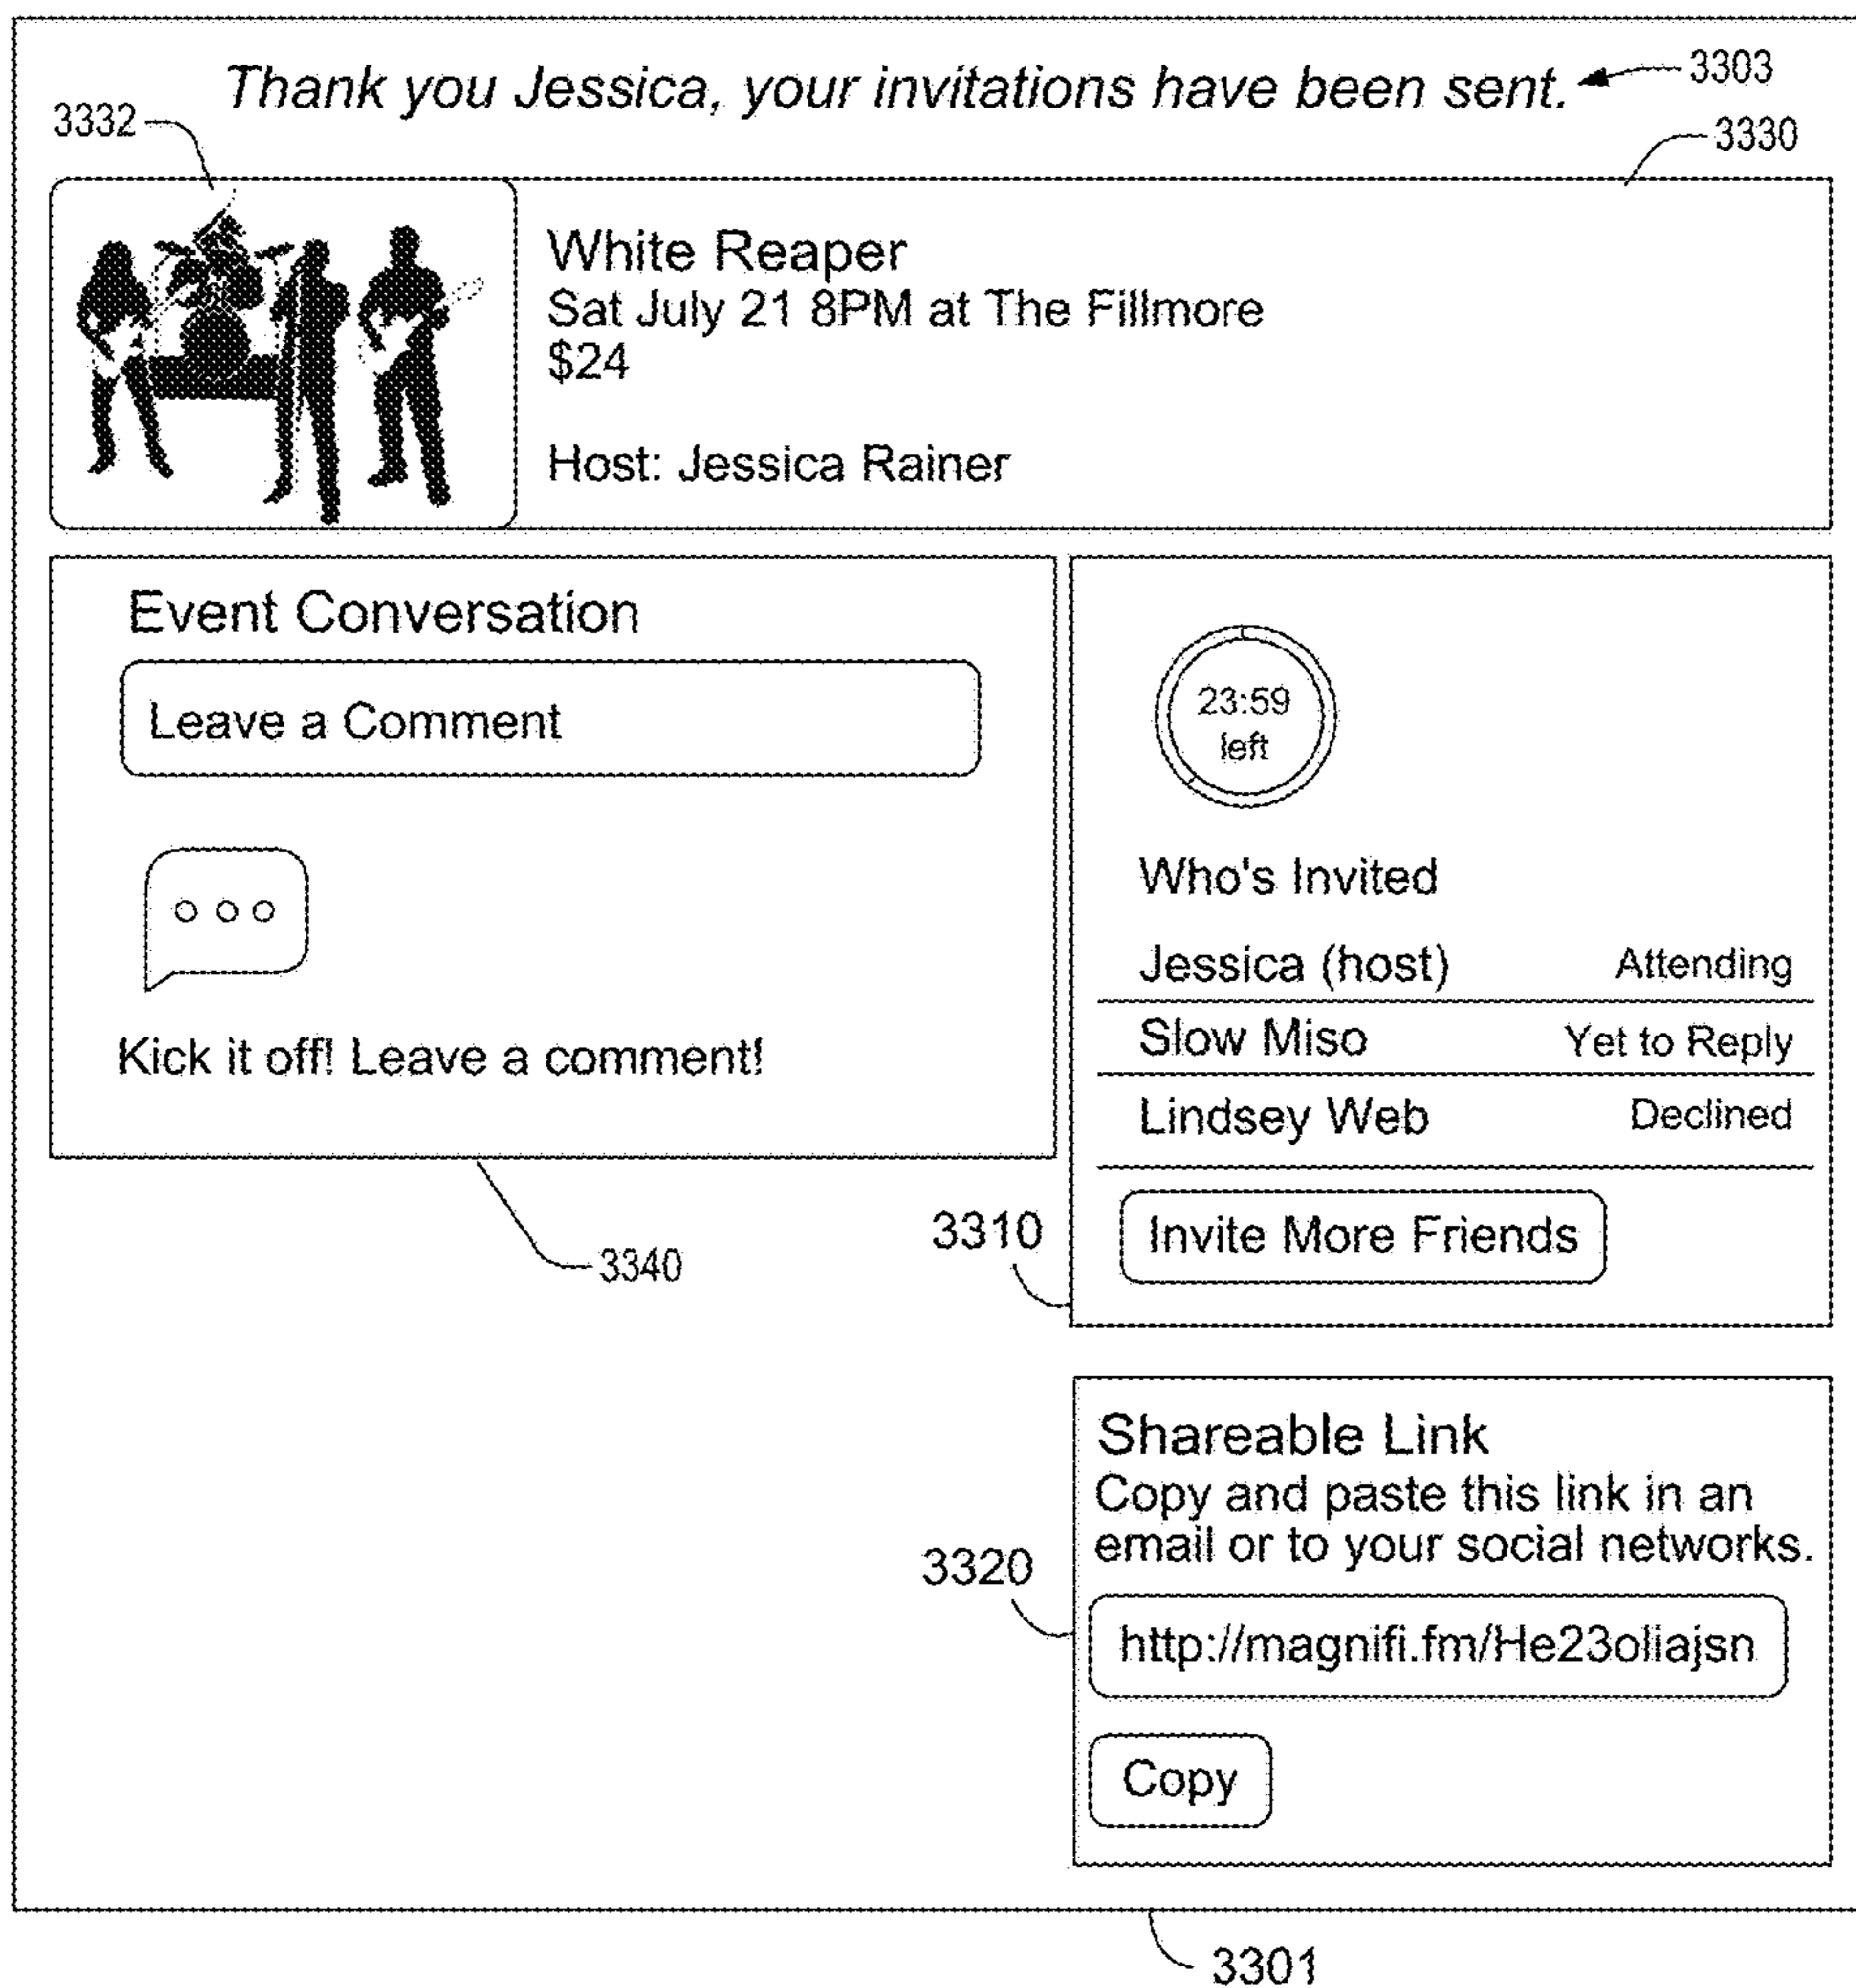 Thank you Jessica, your invitations have been sent.
3303
3332
3330
White Reaper
Sat July 21 8PM at The Fillmore
$24
Host: Jessica Rainer
Event Conversation
Leave a Comment
Kick it off! Leave a comment!
3340
23:59
left
Who's Invited
Jessica (host) Attending
Slow Miso Yet to Reply
Lindsey Web Declined
Invite More Friends
3310
Shareable Link
Copy and paste this link in an
email or to your social networks.
3320
http://magnifi.fm/He23oliajsn
Copy
3301